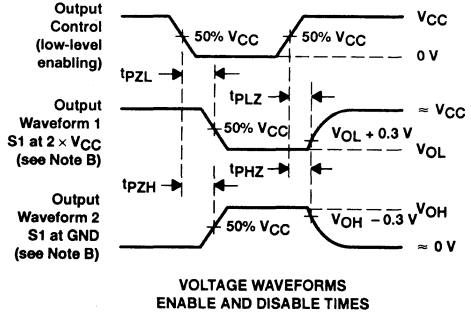 Output
Control
(low-level
enabling)
50% VCC
50% VCC
VCC
0 V
tPZL
tPLZ
Output
Waveform 1
S1 at 2 × VCC
(see Note B)
50% VCC
≈ VCC
VOL + 0.3 V
VOL
tPZH
tPHZ
Output
Waveform 2
S1 at GND
(see Note B)
50% VCC
VOH
VOH − 0.3 V
≈ 0 V
VOLTAGE WAVEFORMS
ENABLE AND DISABLE TIMES